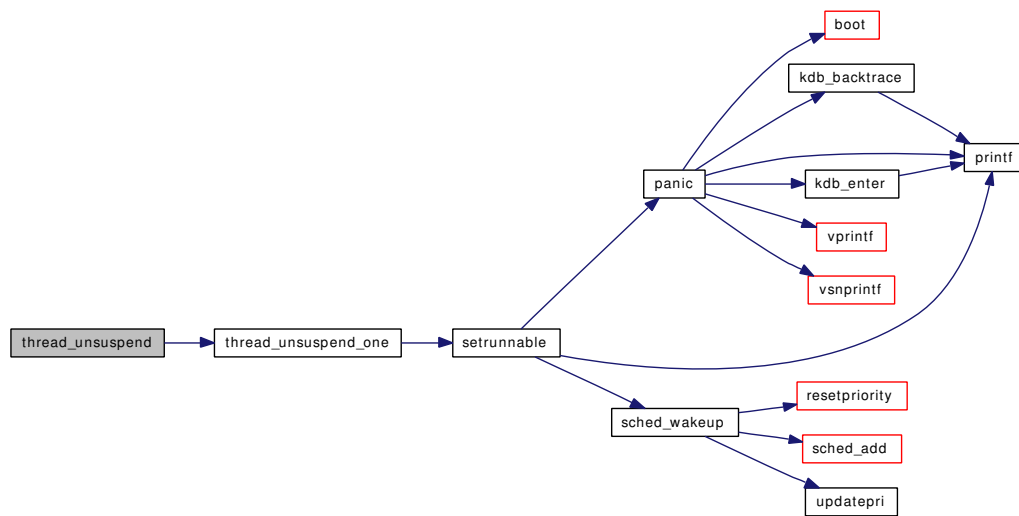 boot
kdb_backtrace
printf
panic
kdb_enter
vprintf
vsnprintf
thread_unsuspend
thread_unsuspend_one
setrunnable
resetpriority
sched_wakeup
sched_add
updatepri